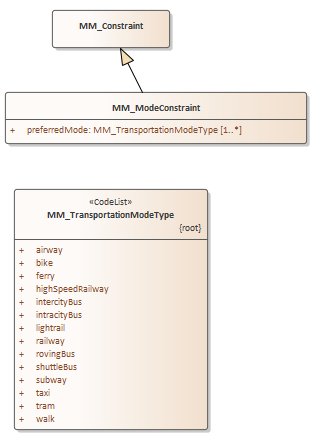 MM_Constraint
MM_ModeConstraint
+ preferredMode: MM_TransportationModeType [1..*]
«CodeList»
MM_TransportationModeType
{root}
+ airway
+ bike
+ ferry
+ highSpeedRailway
+ intercityBus
+ intracityBus
+ lightrail
+ railway
+ rovingBus
+ shuttleBus
+ subway
+ taxi
+ tram
+ walk